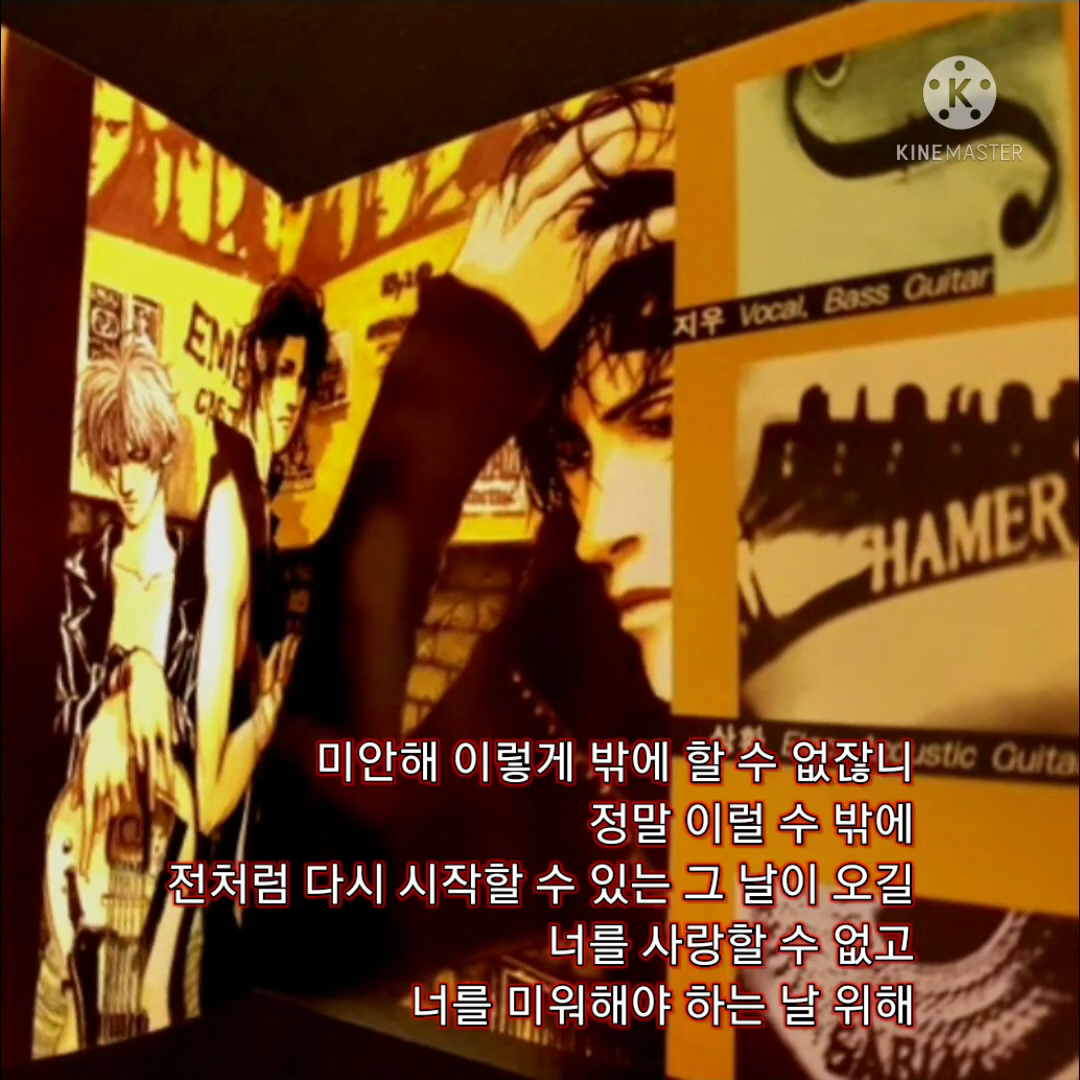 KINEMASTER
지우 Vocal, Bass Guitar
EME
HAMER
Guitar
미안해 이렇게 밖에 할 수 없잖니
정말 이럴 수 밖에
전처럼 다시 시작할 수 있는 그 날이 오길
너를 사랑할 수 없고
너를 미워해야 하는 날 위해